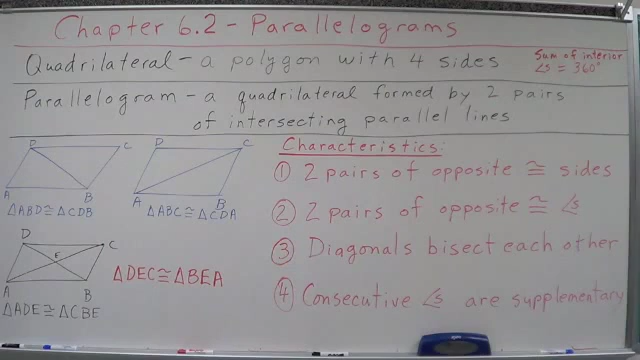 Chapter 6.2 - Parallelograms
Quadrilateral - a polygon with 4 sides
Sum of interior
∠s = 360°
Parallelogram - a quadrilateral formed by 2 pairs
of intersecting parallel lines
D C
A B
△ABD ≅ △CDB
D C
A B
△ABC ≅ △CDA
D C
E
A B
△ADE ≅ △CBE
△DEC ≅ △BEA
Characteristics:
① 2 pairs of opposite ≅ sides
② 2 pairs of opposite ≅ ∠s
③ Diagonals bisect each other
④ Consecutive ∠s are supplementary